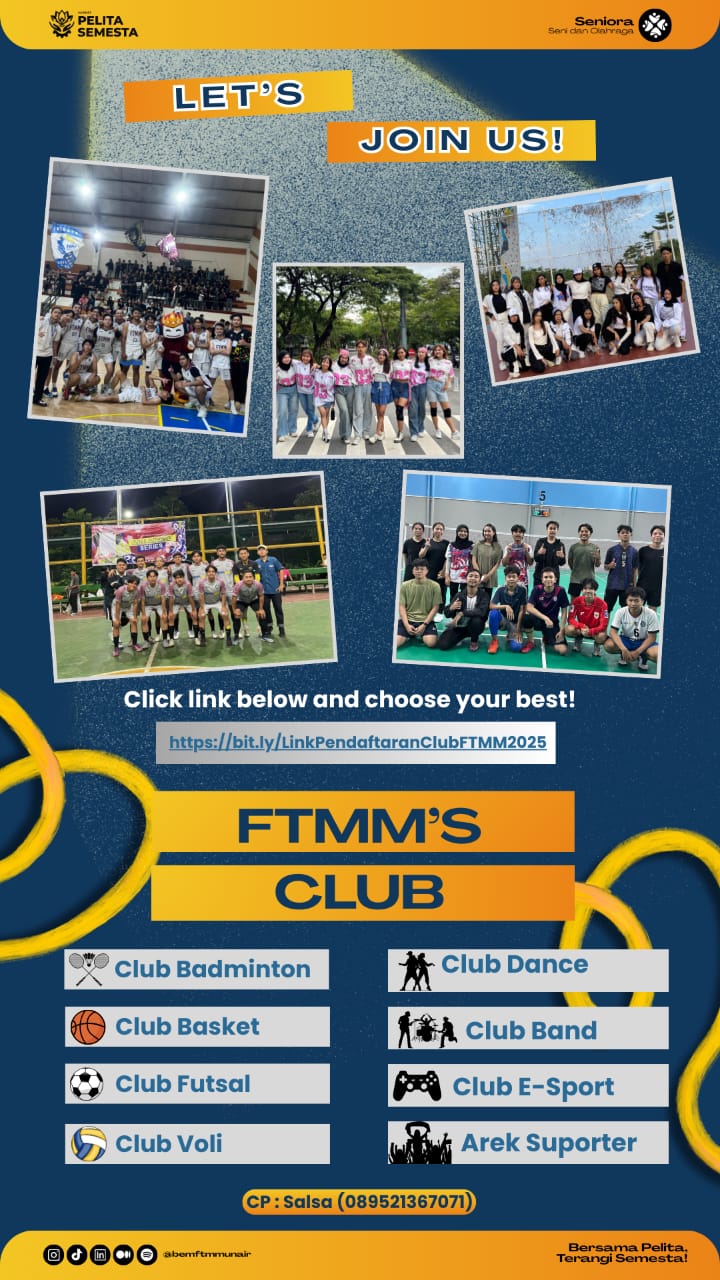 PELITA
SEMESTA
Seniora
Seni dan Olahraga
LET'S
JOIN US!
5
Click link below and choose your best!
https://bit.ly/LinkPendaftaranClubFTMM2025
FTMM'S
CLUB
Club Badminton
Club Dance
Club Basket
Club Band
Club Futsal
Club E-Sport
Club Voli
Arek Suporter
CP : Salsa (089521367071)
@bemftmmunair
Bersama Pelita,
Terangi Semesta!